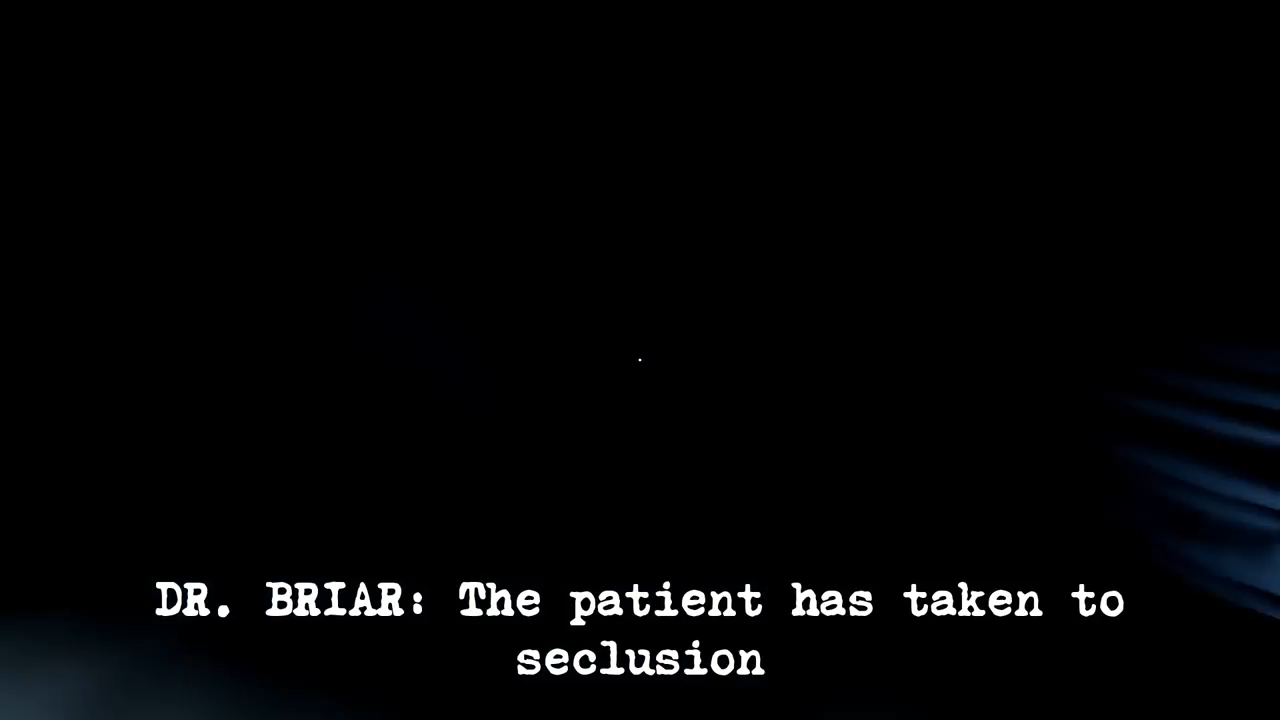 DR. BRIAR: The patient has taken to
seclusion